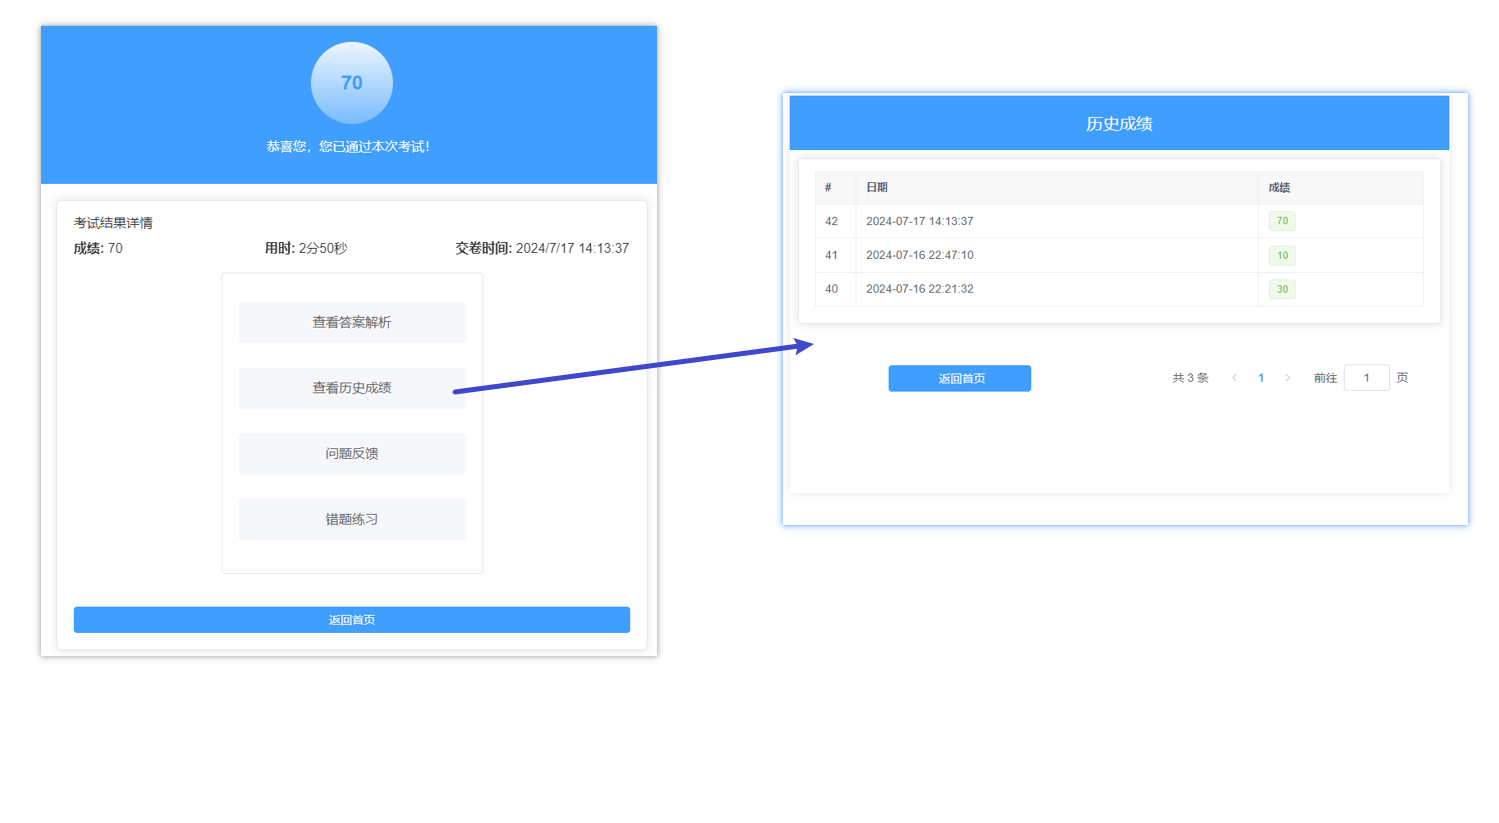 70
恭喜您，您已通过本次考试！
考试结果详情
成绩: 70 用时: 2分50秒 交卷时间: 2024/7/17 14:13:37
查看答案解析
查看历史成绩
问题反馈
错题练习
返回首页
历史成绩
# 日期 成绩
42 2024-07-17 14:13:37 70
41 2024-07-16 22:47:10 10
40 2024-07-16 22:21:32 30
返回首页 共 3 条 < 1 > 前往 1 页